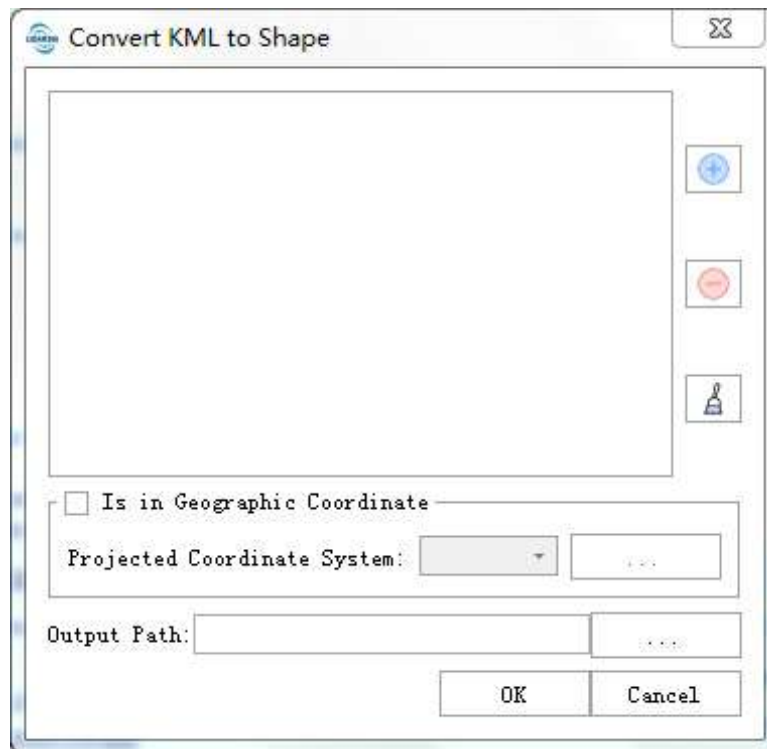 Convert KML to Shape
Is in Geographic Coordinate
Projected Coordinate System:
...
Output Path:
...
OK
Cancel